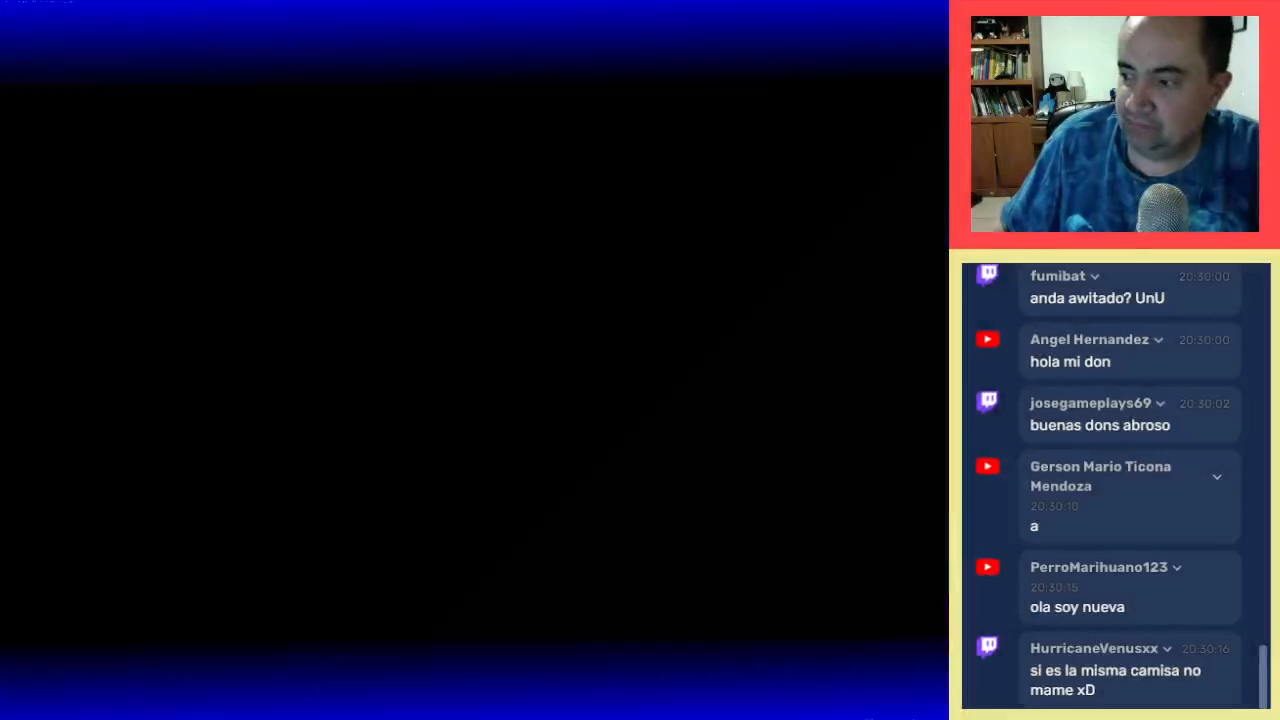 fumibat 20:30:00
anda awitado? UnU
Angel Hernandez 20:30:00
hola mi don
josegameplays69 20:30:02
buenas dons abroso
Gerson Mario Ticona
Mendoza
20:30:10
a
PerroMarihuano123
20:30:15
ola soy nueva
HurricaneVenusxx 20:30:16
si es la misma camisa no
mame xD